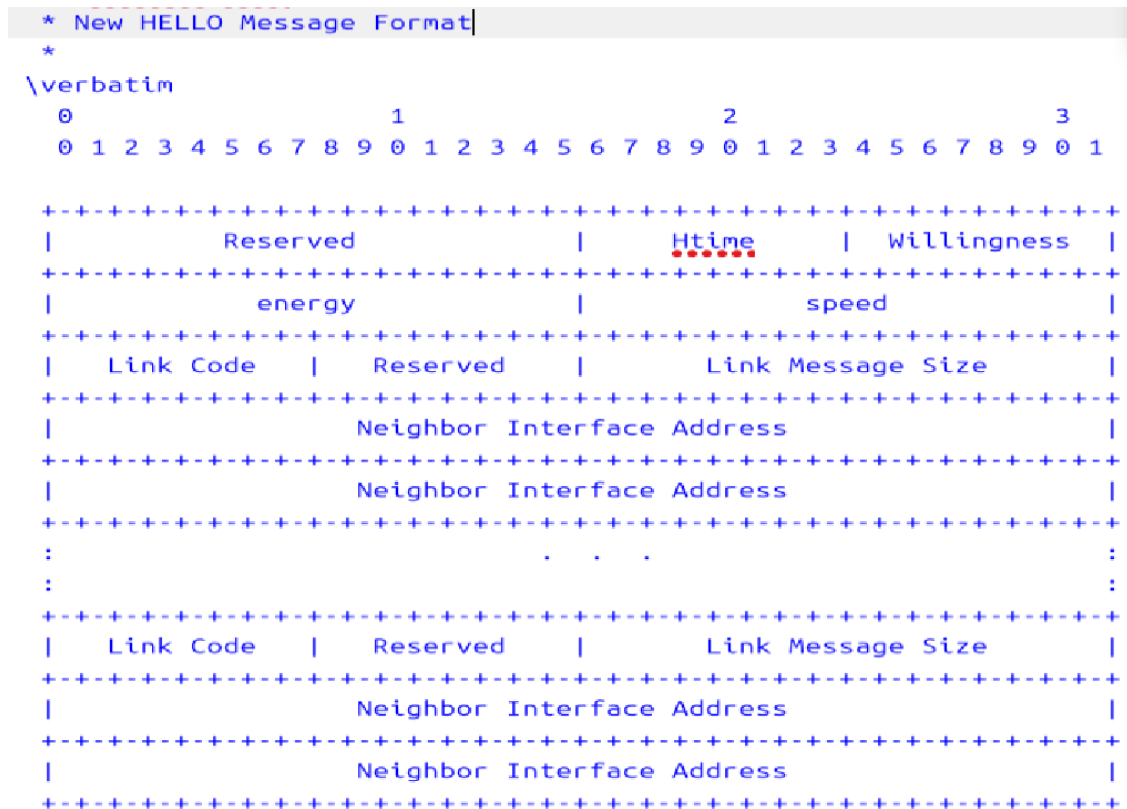 * New HELLO Message Format
*
\verbatim
0                   1                   2                   3
0 1 2 3 4 5 6 7 8 9 0 1 2 3 4 5 6 7 8 9 0 1 2 3 4 5 6 7 8 9 0 1
+-+-+-+-+-+-+-+-+-+-+-+-+-+-+-+-+-+-+-+-+-+-+-+-+-+-+-+-+-+-+-+-+
| Reserved | Htime | Willingness |
+-+-+-+-+-+-+-+-+-+-+-+-+-+-+-+-+-+-+-+-+-+-+-+-+-+-+-+-+-+-+-+-+
| energy | speed |
+-+-+-+-+-+-+-+-+-+-+-+-+-+-+-+-+-+-+-+-+-+-+-+-+-+-+-+-+-+-+-+-+
| Link Code | Reserved | Link Message Size |
+-+-+-+-+-+-+-+-+-+-+-+-+-+-+-+-+-+-+-+-+-+-+-+-+-+-+-+-+-+-+-+-+
| Neighbor Interface Address |
+-+-+-+-+-+-+-+-+-+-+-+-+-+-+-+-+-+-+-+-+-+-+-+-+-+-+-+-+-+-+-+-+
| Neighbor Interface Address |
+-+-+-+-+-+-+-+-+-+-+-+-+-+-+-+-+-+-+-+-+-+-+-+-+-+-+-+-+-+-+-+-+
: . . . :
: :
+-+-+-+-+-+-+-+-+-+-+-+-+-+-+-+-+-+-+-+-+-+-+-+-+-+-+-+-+-+-+-+-+
| Link Code | Reserved | Link Message Size |
+-+-+-+-+-+-+-+-+-+-+-+-+-+-+-+-+-+-+-+-+-+-+-+-+-+-+-+-+-+-+-+-+
| Neighbor Interface Address |
+-+-+-+-+-+-+-+-+-+-+-+-+-+-+-+-+-+-+-+-+-+-+-+-+-+-+-+-+-+-+-+-+
| Neighbor Interface Address |
+-+-+-+-+-+-+-+-+-+-+-+-+-+-+-+-+-+-+-+-+-+-+-+-+-+-+-+-+-+-+-+-+